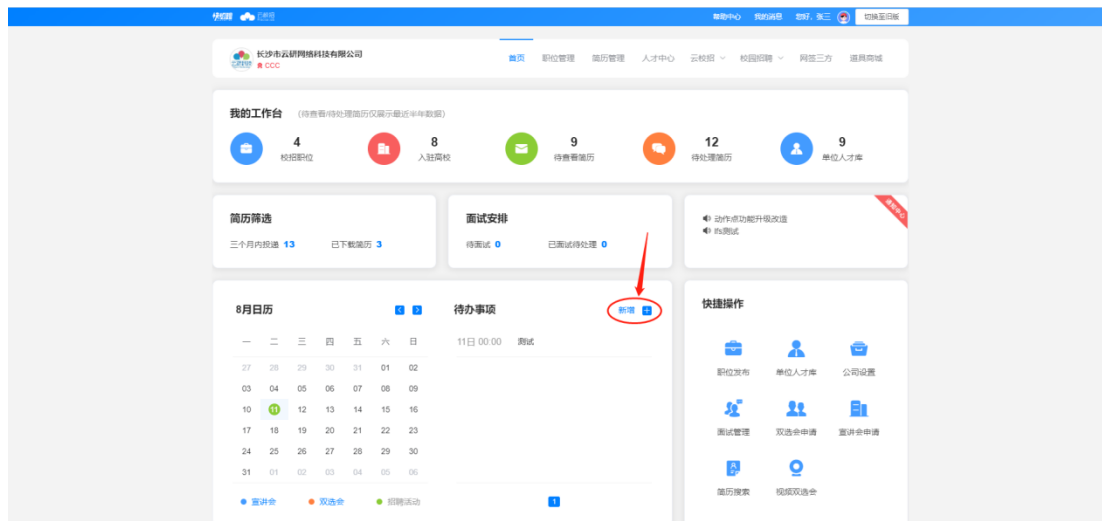 快招聘 云校招
帮助中心 我的消息 您好，张三 切换至旧版
长沙市云研网络科技有限公司
CCC
首页 职位管理 简历管理 人才中心 云校招 校园招聘 网签三方 道具商城
我的工作台 （待查看/待处理简历仅展示最近半年数据）
4 8 9 12 9
校招职位 入驻高校 待查看简历 待处理简历 单位人才库
简历筛选
三个月内投递 13 已下载简历 3
面试安排
待面试 0 已面试待处理 0
动作点功能升级改造
lfs测试
通知中心
8月日历
一 二 三 四 五 六 日
27 28 29 30 31 01 02
03 04 05 06 07 08 09
10 11 12 13 14 15 16
17 18 19 20 21 22 23
24 25 26 27 28 29 30
31 01 02 03 04 05 06
宣讲会 双选会 招聘活动
待办事项 新增
11日 00:00 测试
1
快捷操作
职位发布 单位人才库 公司设置
面试管理 双选会申请 宣讲会申请
简历搜索 视频双选会